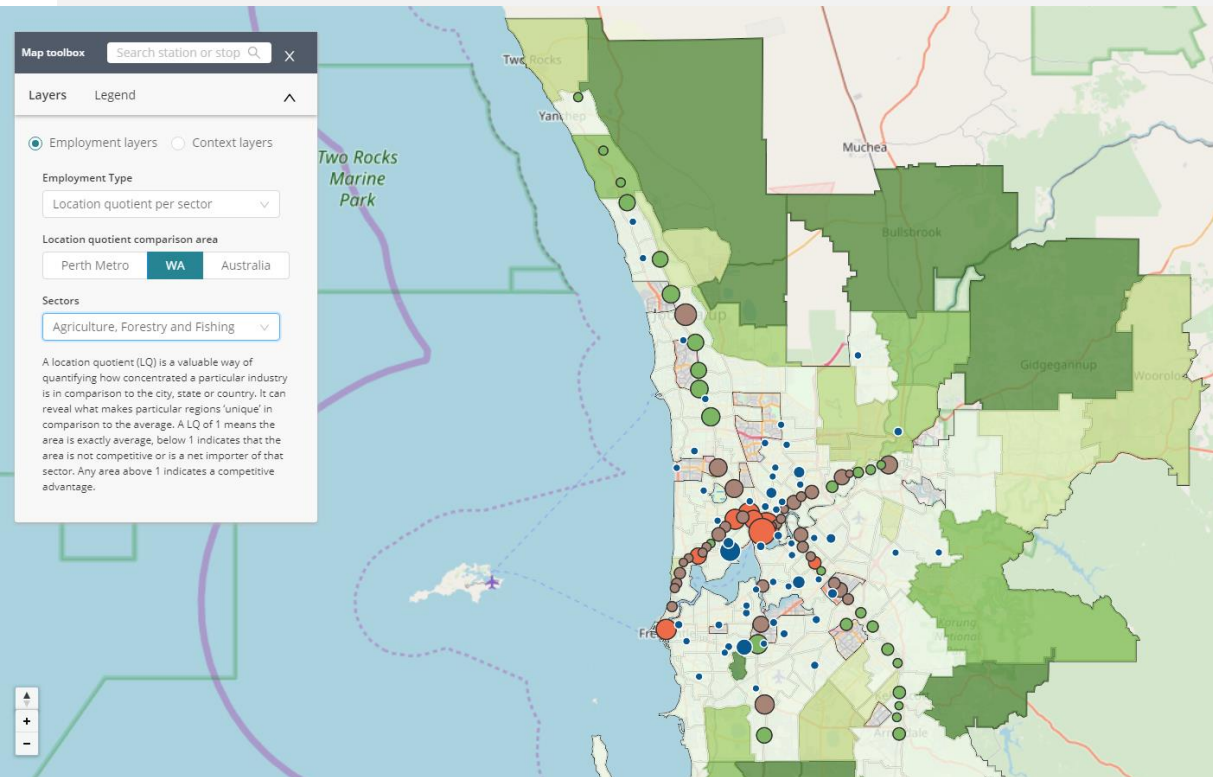 Map toolbox
Search station or stop
X
Layers
Legend
Employment layers
Context layers
Employment Type
Location quotient per sector
Location quotient comparison area
Perth Metro
WA
Australia
Sectors
Agriculture, Forestry and Fishing
A location quotient (LQ) is a valuable way of
quantifying how concentrated a particular industry
is in comparison to the city, state or country. It can
reveal what makes particular regions 'unique' in
comparison to the average. A LQ of 1 means the
area is exactly average, below 1 indicates that the
area is not competitive or is a net importer of that
sector. Any area above 1 indicates a competitive
advantage.
+
-
Two Rocks
Marine
Park
Two Rocks
Muchea
Bullsbrook
Gidgegannup
National